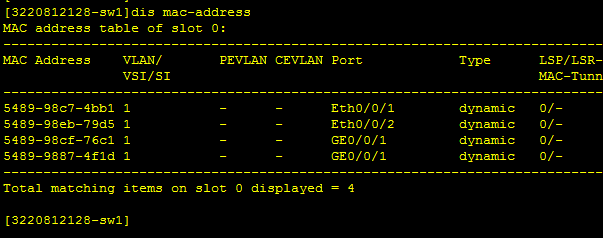 [3220812128-sw1]dis mac-address
MAC address table of slot 0:
-------------------------------------------------------------------------------
MAC Address    VLAN/       PEVLAN CEVLAN Port            Type      LSP/LSR-
               VSI/SI                                              MAC-Tunn
-------------------------------------------------------------------------------
5489-98c7-4bb1 1           -      -      Eth0/0/1        dynamic   0/-
5489-98eb-79d5 1           -      -      Eth0/0/2        dynamic   0/-
5489-98cf-76c1 1           -      -      GE0/0/1         dynamic   0/-
5489-9887-4f1d 1           -      -      GE0/0/1         dynamic   0/-
-------------------------------------------------------------------------------
Total matching items on slot 0 displayed = 4
[3220812128-sw1]